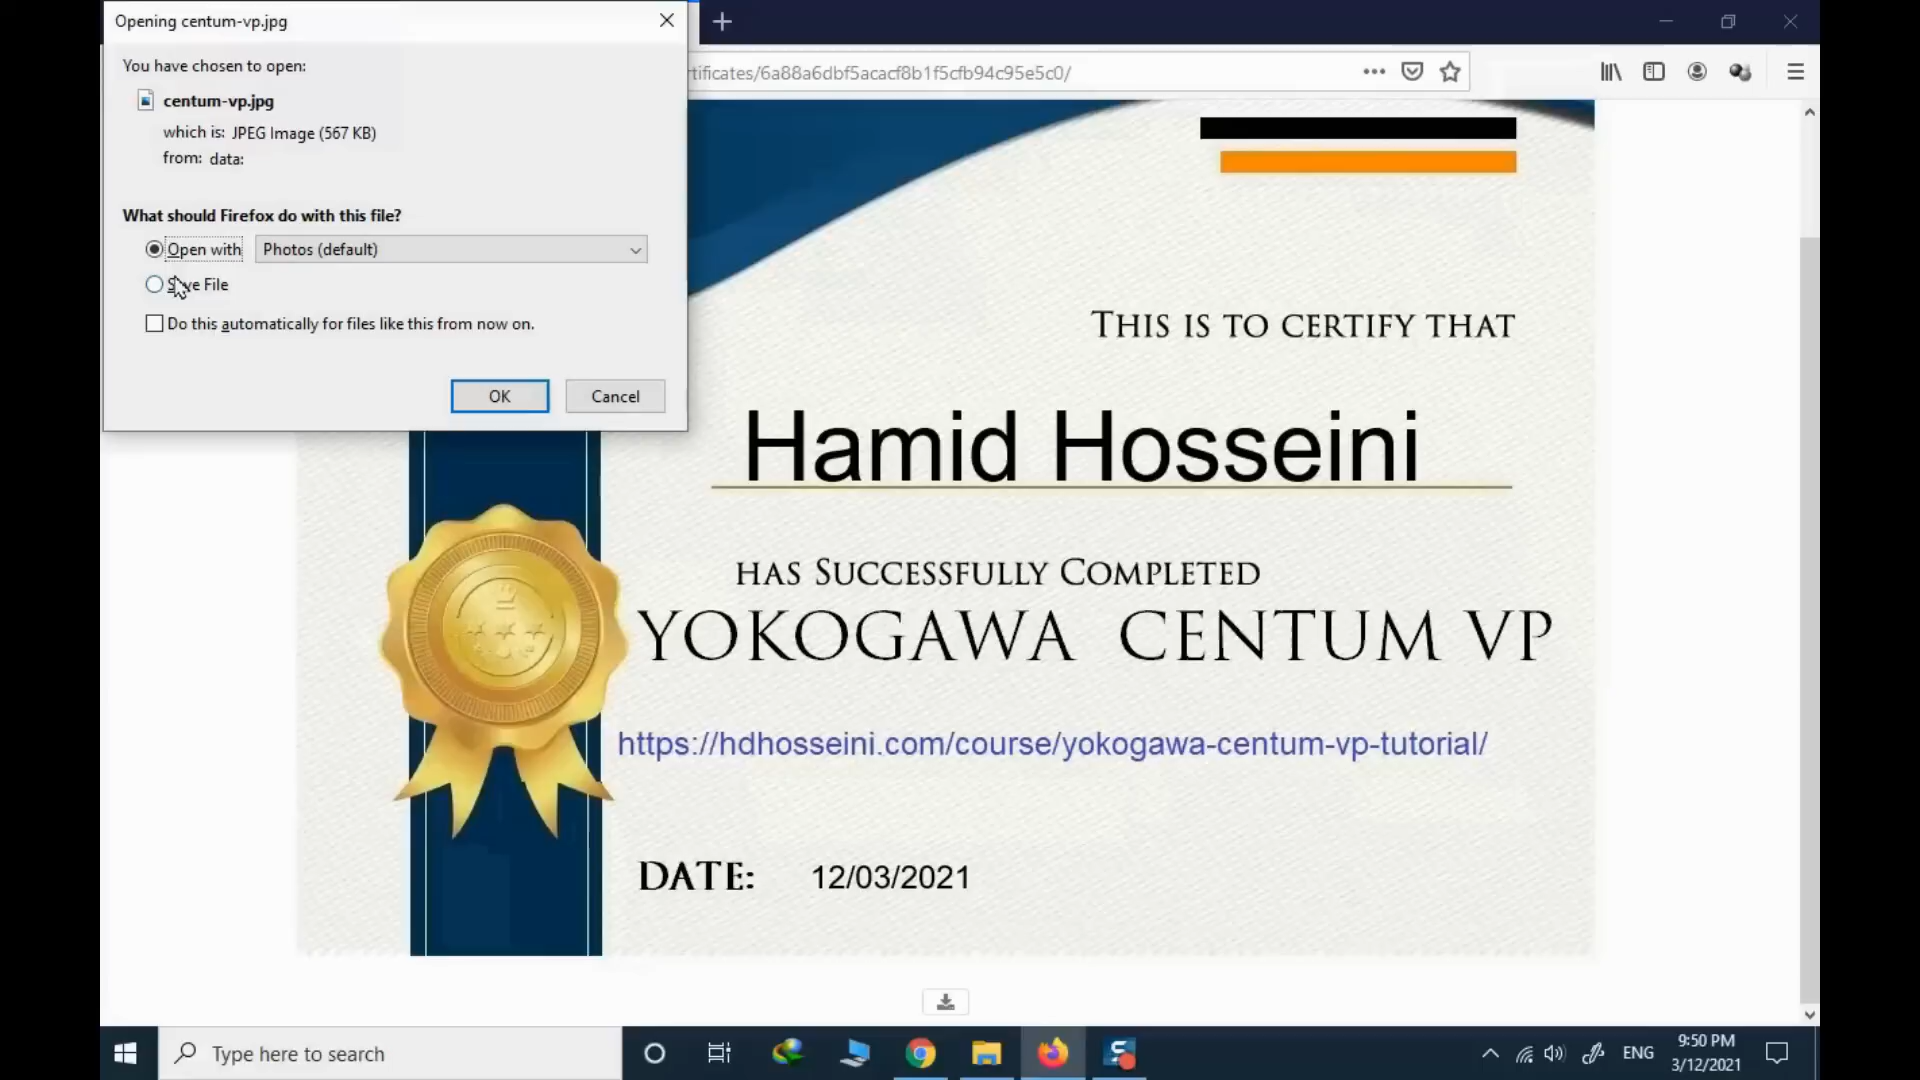 Opening centum-vp.jpg
You have chosen to open:
centum-vp.jpg
which is: JPEG Image (567 KB)
from: data:
What should Firefox do with this file?
Open with Photos (default)
Save File
Do this automatically for files like this from now on.
OK Cancel
rtificates/6a88a6dbf5acacf8b1f5cfb94c95e5c0/
THIS IS TO CERTIFY THAT
Hamid Hosseini
HAS SUCCESSFULLY COMPLETED
YOKOGAWA CENTUM VP
https://hdhosseini.com/course/yokogawa-centum-vp-tutorial/
DATE: 12/03/2021
Type here to search
ENG
9:50 PM
3/12/2021